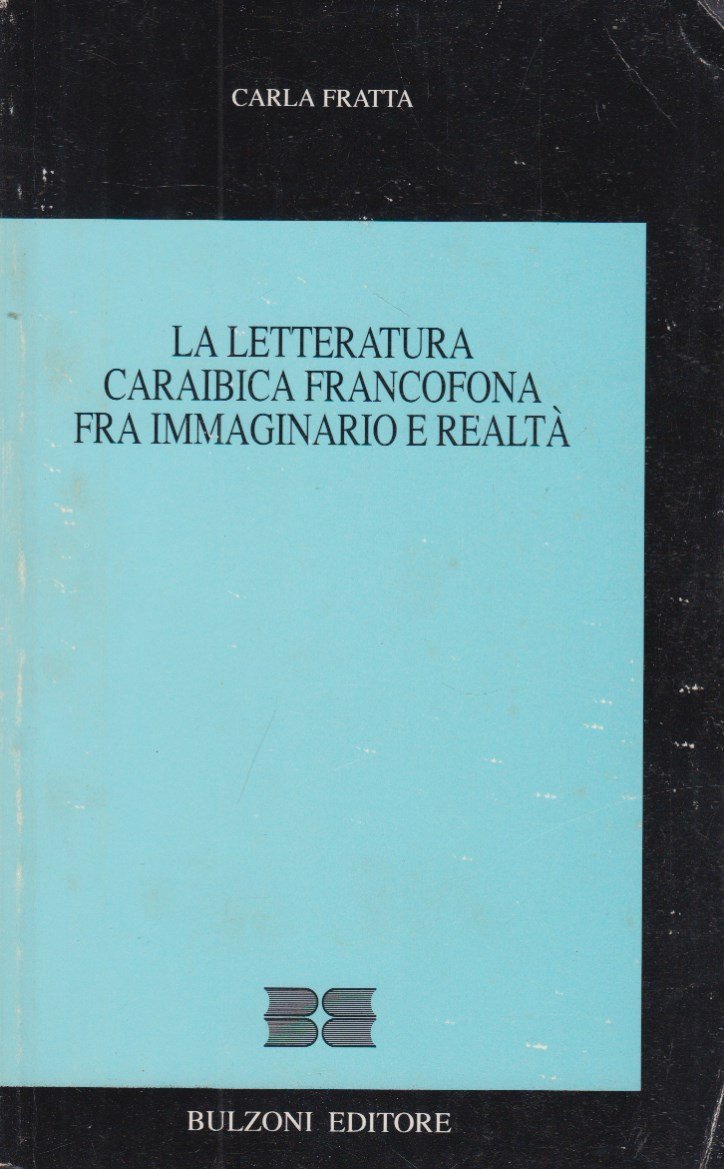 CARLA FRATTA
LA LETTERATURA
CARAIBICA FRANCOFONA
FRA IMMAGINARIO E REALTÀ
BULZONI EDITORE